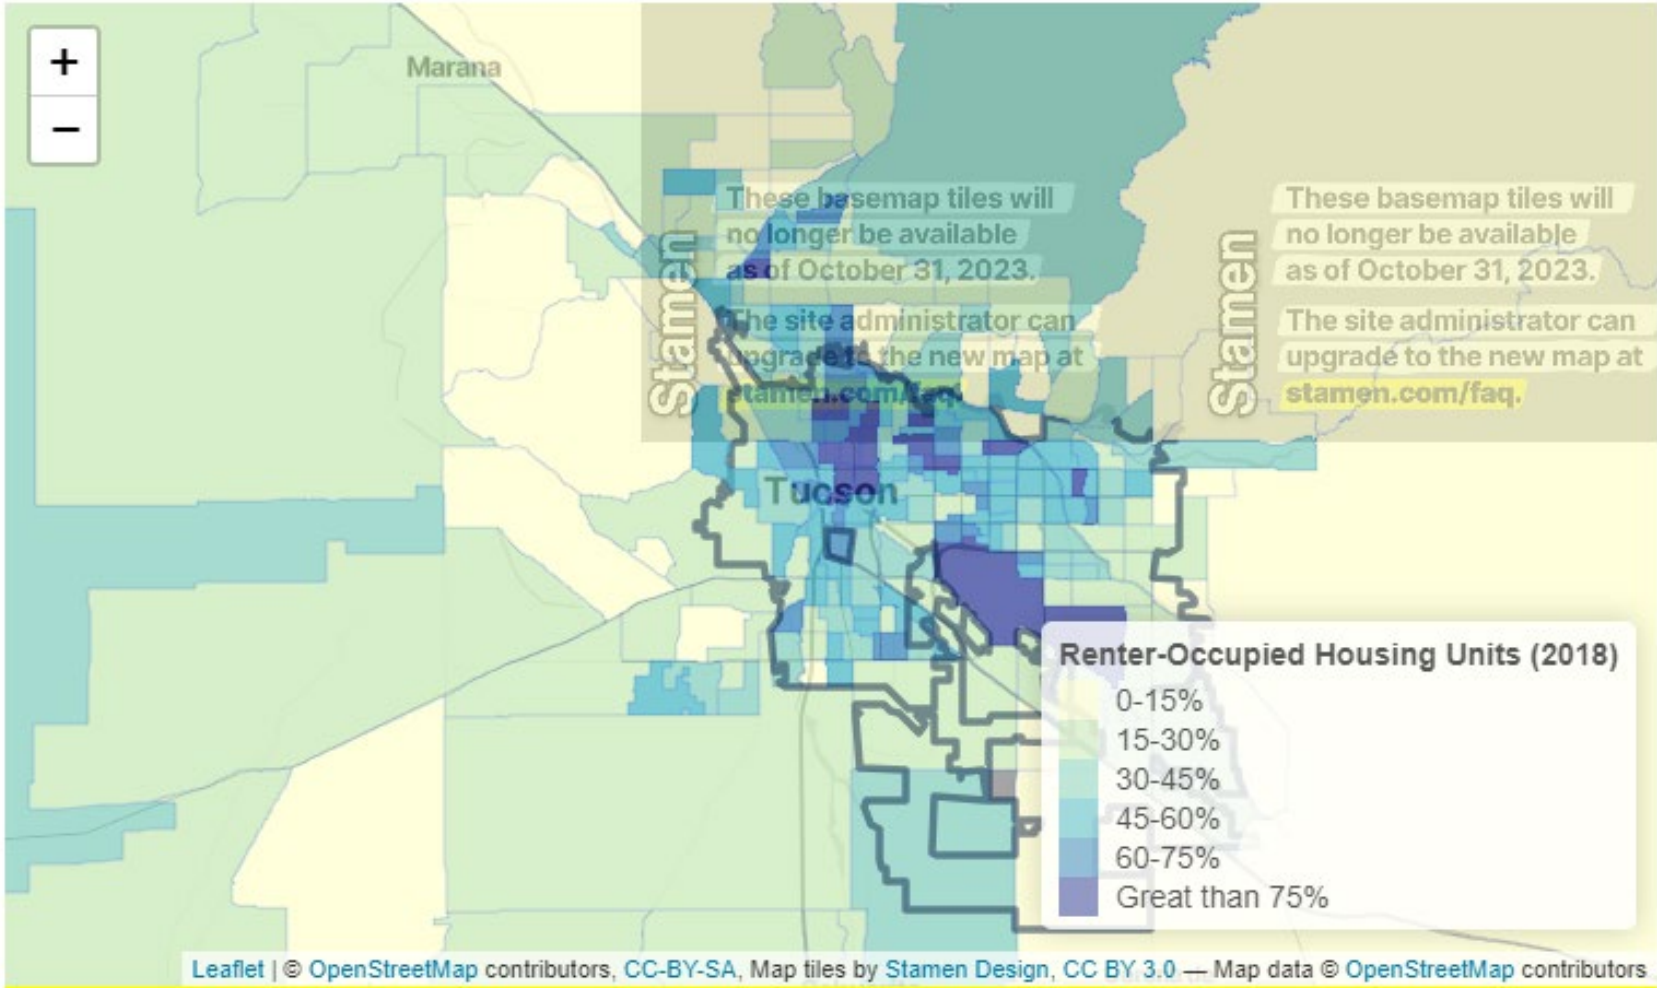 +
−
Marana
Stamen
These basemap tiles will
no longer be available
as of October 31, 2023.
The site administrator can
upgrade to the new map at
stamen.com/faq.
Stamen
These basemap tiles will
no longer be available
as of October 31, 2023.
The site administrator can
upgrade to the new map at
stamen.com/faq.
Tucson
Renter-Occupied Housing Units (2018)
0-15%
15-30%
30-45%
45-60%
60-75%
Great than 75%
Leaflet | © OpenStreetMap contributors, CC-BY-SA, Map tiles by Stamen Design, CC BY 3.0 — Map data © OpenStreetMap contributors